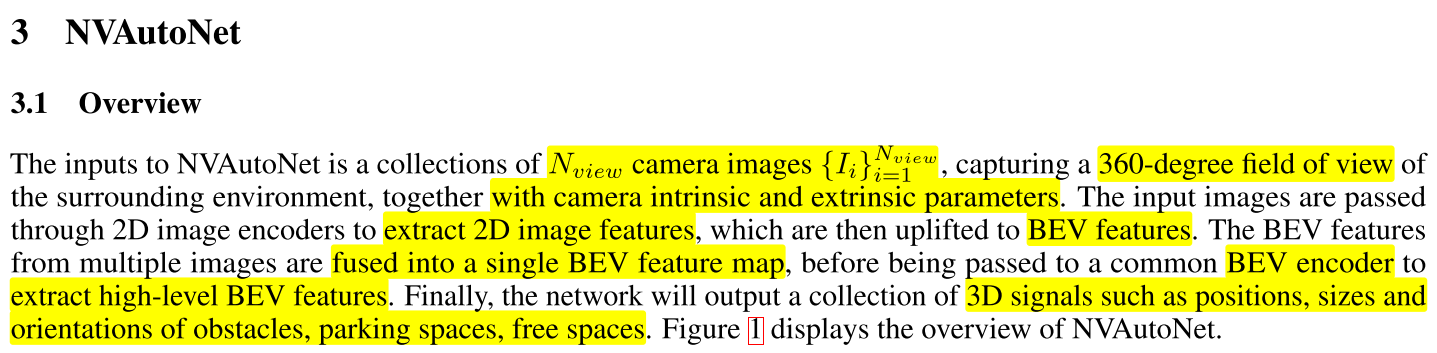 3 NVAutoNet
3.1 Overview
The inputs to NVAutoNet is a collections of $N_{view}$ camera images $\{I_i\}_{i=1}^{N_{view}}$, capturing a 360-degree field of view of
the surrounding environment, together with camera intrinsic and extrinsic parameters. The input images are passed
through 2D image encoders to extract 2D image features, which are then uplifted to BEV features. The BEV features
from multiple images are fused into a single BEV feature map, before being passed to a common BEV encoder to
extract high-level BEV features. Finally, the network will output a collection of 3D signals such as positions, sizes and
orientations of obstacles, parking spaces, free spaces. Figure 1 displays the overview of NVAutoNet.